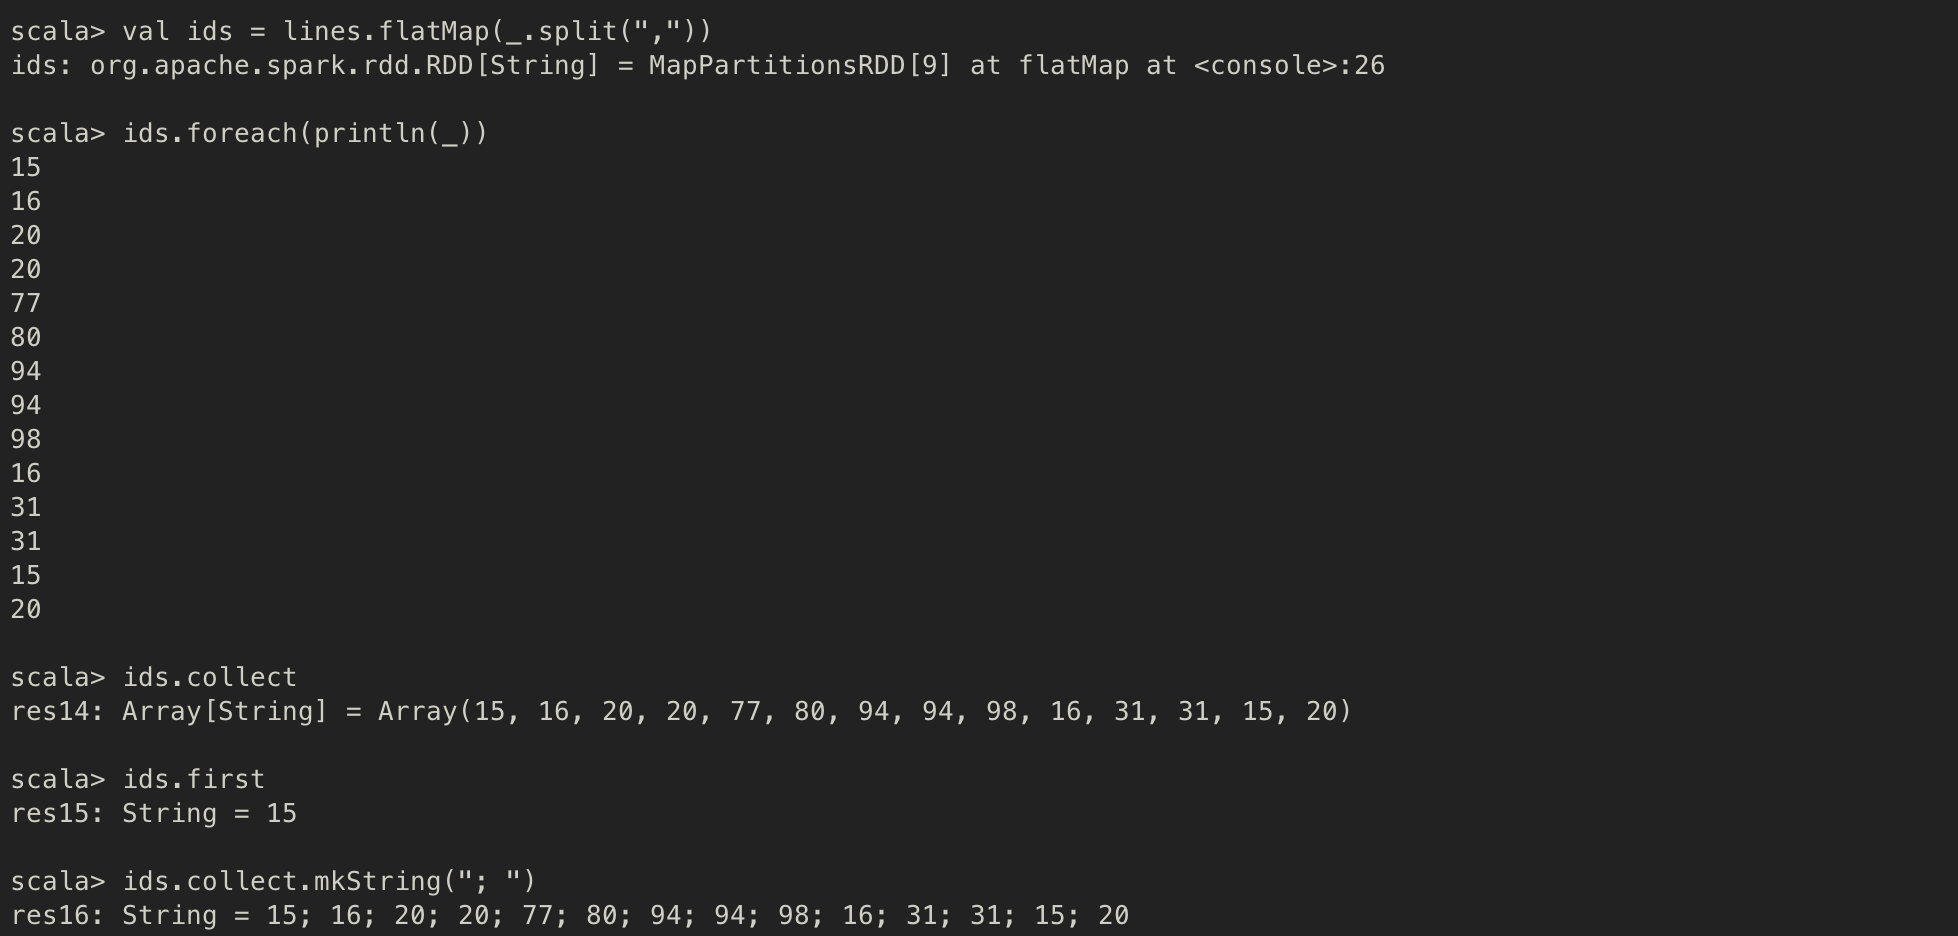 scala> val ids = lines.flatMap(_.split(","))
ids: org.apache.spark.rdd.RDD[String] = MapPartitionsRDD[9] at flatMap at <console>:26
scala> ids.foreach(println(_))
15
16
20
20
77
80
94
94
98
16
31
31
15
20
scala> ids.collect
res14: Array[String] = Array(15, 16, 20, 20, 77, 80, 94, 94, 98, 16, 31, 31, 15, 20)
scala> ids.first
res15: String = 15
scala> ids.collect.mkString("; ")
res16: String = 15; 16; 20; 20; 77; 80; 94; 94; 98; 16; 31; 31; 15; 20